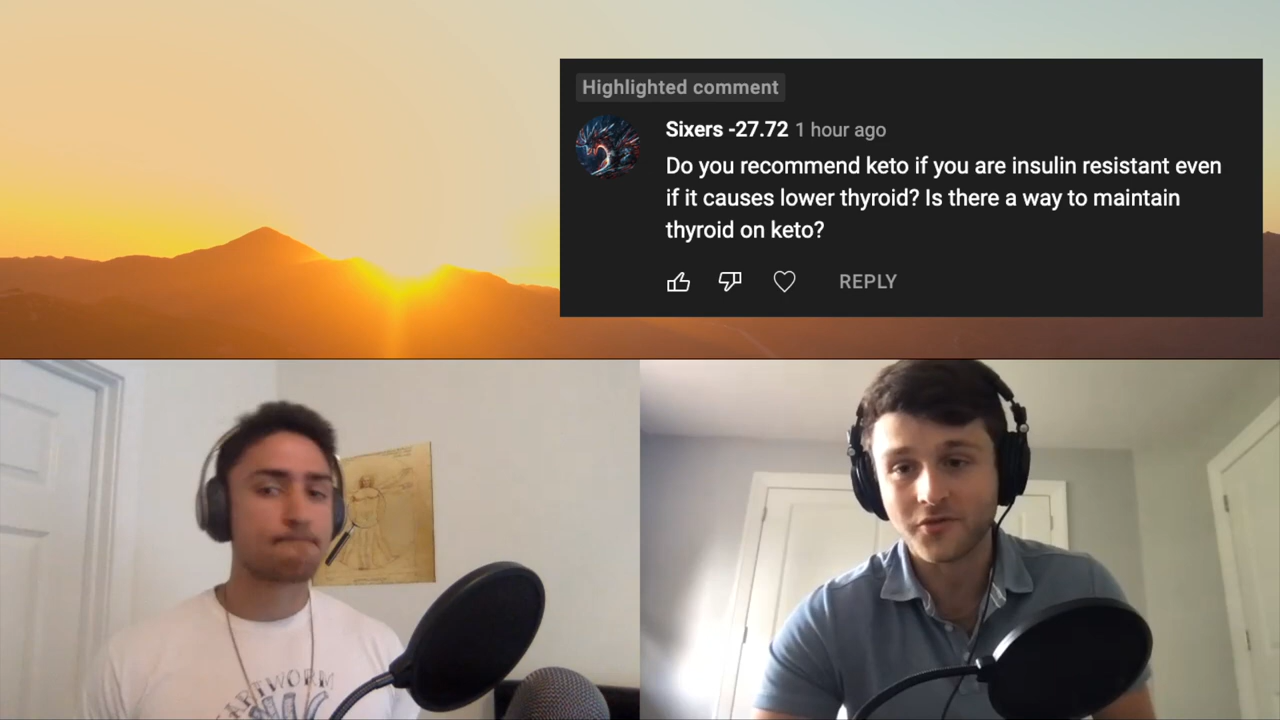 Highlighted comment
Sixers -27.72 1 hour ago
Do you recommend keto if you are insulin resistant even
if it causes lower thyroid? Is there a way to maintain
thyroid on keto?
REPLY